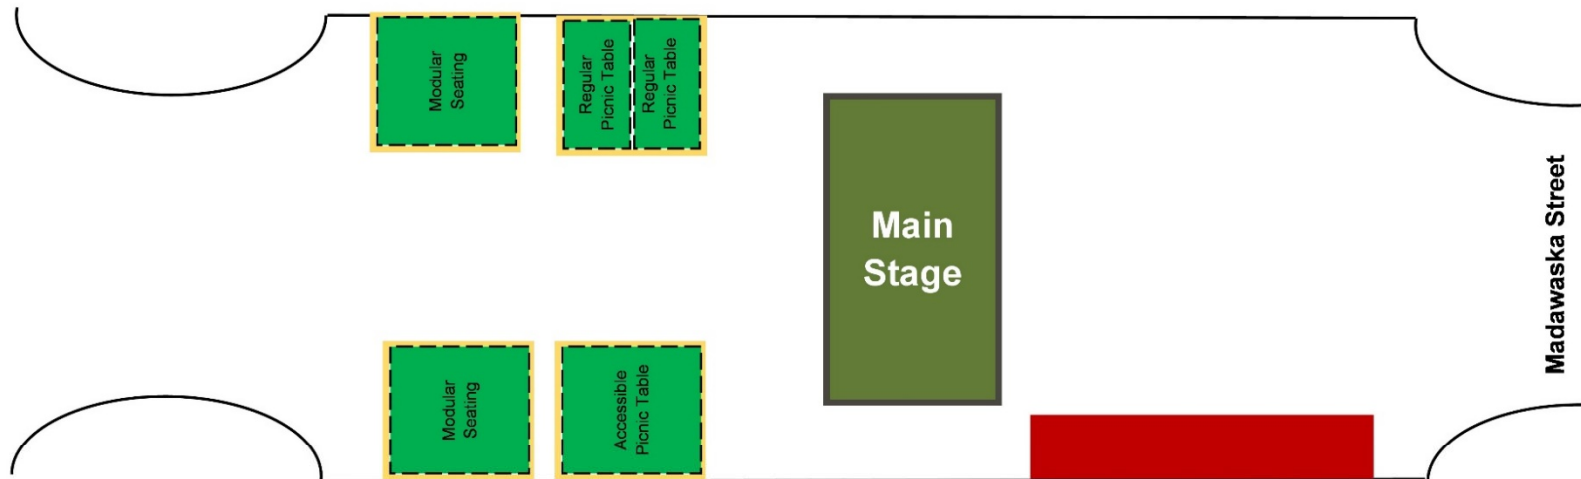 Modular
Seating
Regular
Picnic Table
Regular
Picnic Table
Main
Stage
Madawaska Street
Modular
Seating
Accessible
Picnic Table